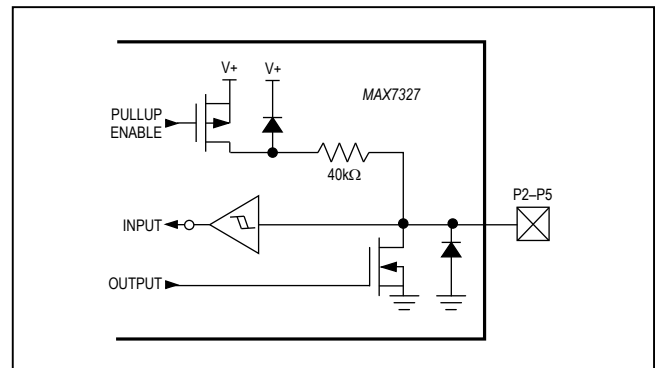 V+ V+
MAX7327
PULLUP
ENABLE
40kΩ
P2–P5
INPUT
OUTPUT